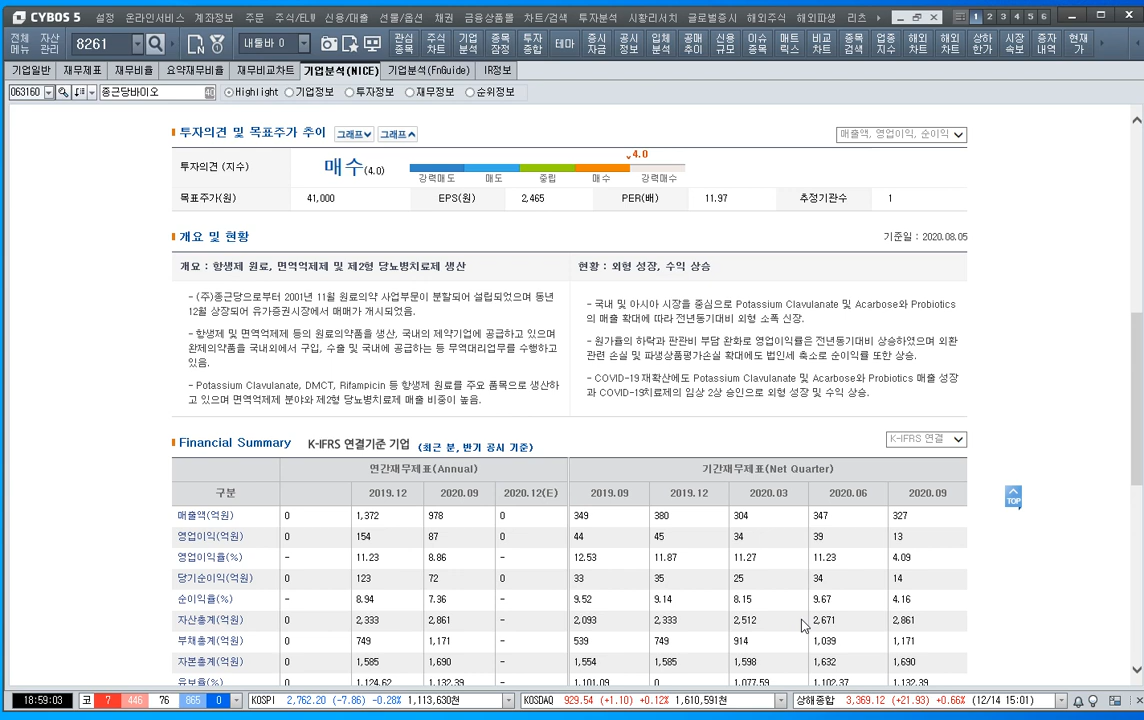 CYBOS 5 설정 온라인서비스 계좌정보 주문 주식/ELW 신용/대출 선물/옵션 채권 금융상품몰 차트/검색 투자분석 시황리서치 글로벌증시 해외주식 해외파생 리츠 1 2 3 4 5 6
전체메뉴 자산관리 8261 내툴바 0 관심종목 주식차트 기업분석 종목잠정 투자종합 테마 증시자금 공시정보 입체분석 공매추이 신용규모 이슈종목 매트릭스 비교차트 종목검색 업종지수 해외차트 해외차트 상하한가 시장속보 증자내역 현재가
기업일반 재무제표 재무비율 요약재무비율 재무비교차트 기업분석(NICE) 기업분석(FnGuide) IR정보
063160 종근당바이오 Highlight 기업정보 투자정보 재무정보 순위정보
투자의견 및 목표주가 추이 그래프 그래프 매출액, 영업이익, 순이익
투자의견 (지수) 매수(4.0) 4.0
강력매도 매도 중립 매수 강력매수
목표주가(원) 41,000 EPS(원) 2,465 PER(배) 11.97 추정기관수 1
개요 및 현황 기준일 : 2020.08.05
개요 : 항생제 원료, 면역억제제 및 제2형 당뇨병치료제 생산
- (주)종근당으로부터 2001년 11월 원료의약 사업부문이 분할되어 설립되었으며 동년
12월 상장되어 유가증권시장에서 매매가 개시되었음.
- 항생제 및 면역억제제 등의 원료의약품을 생산, 국내의 제약기업에 공급하고 있으며
완제의약품을 국내외에서 구입, 수출 및 국내에 공급하는 등 무역대리업무를 수행하고
있음.
- Potassium Clavulanate, DMCT, Rifampicin 등 항생제 원료를 주요 품목으로 생산하
고 있으며 면역억제제 분야와 제2형 당뇨병치료제 매출 비중이 높음.
현황 : 외형 성장, 수익 상승
- 국내 및 아시아 시장을 중심으로 Potassium Clavulanate 및 Acarbose와 Probiotics
의 매출 확대에 따라 전년동기대비 외형 소폭 신장.
- 원가율의 하락과 판관비 부담 완화로 영업이익률은 전년동기대비 상승하였으며 외환
관련 손실 및 파생상품평가손실 확대에도 법인세 축소로 순이익률 또한 상승.
- COVID-19 재확산에도 Potassium Clavulanate 및 Acarbose와 Probiotics 매출 성장
과 COVID-19치료제의 임상 2상 승인으로 외형 성장 및 수익 상승.
Financial Summary K-IFRS 연결기준 기업 (최근 분, 반기 공시 기준) K-IFRS 연결
구분 연간재무제표(Annual) 기간재무제표(Net Quarter)
2019.12 2020.09 2020.12(E) 2019.09 2019.12 2020.03 2020.06 2020.09
매출액(억원) 0 1,372 978 0 349 380 304 347 327
영업이익(억원) 0 154 87 0 44 45 34 39 13
영업이익률(%) - 11.23 8.86 - 12.53 11.87 11.27 11.23 4.09
당기순이익(억원) 0 123 72 0 33 35 25 34 14
순이익률(%) - 8.94 7.36 - 9.52 9.14 8.15 9.67 4.16
자산총계(억원) 0 2,333 2,861 - 2,093 2,333 2,512 2,671 2,861
부채총계(억원) 0 749 1,171 - 539 749 914 1,039 1,171
자본총계(억원) 0 1,585 1,690 - 1,554 1,585 1,598 1,632 1,690
유보율(%) 0 1,124.62 1,132.39 - 1,101.09 0 1,077.59 1,102.37 1,132.39
TOP
18:59:03 코 7 446 76 865 0 KOSPI 2,762.20 (-7.86) -0.28% 1,113,630천 KOSDAQ 929.54 (+1.10) +0.12% 1,610,591천 상해종합 3,369.12 (+21.93) +0.66% (12/14 15:01)